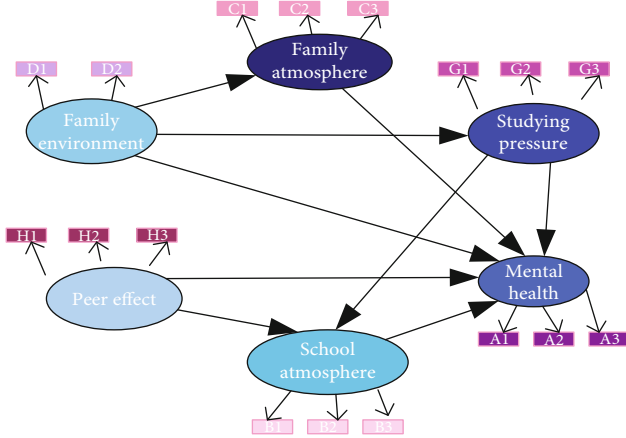 C1
C2
C3
Family
atmosphere
D1
D2
G1
G2
G3
Family
environment
Studying
pressure
H1
H2
H3
Peer effect
Mental
health
School
atmosphere
A1
A2
A3
B1
B2
B3